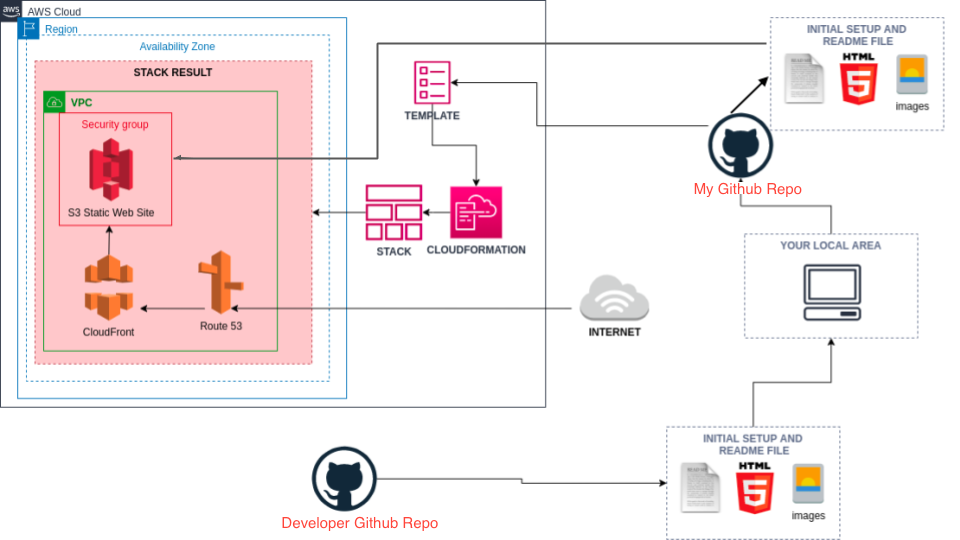 aws
AWS Cloud
Region
Availability Zone
STACK RESULT
VPC
Security group
S3 Static Web Site
CloudFront
Route 53
TEMPLATE
STACK
CLOUDFORMATION
INTERNET
INITIAL SETUP AND
README FILE
HTML
5
images
My Github Repo
YOUR LOCAL AREA
INITIAL SETUP AND
README FILE
HTML
5
images
Developer Github Repo